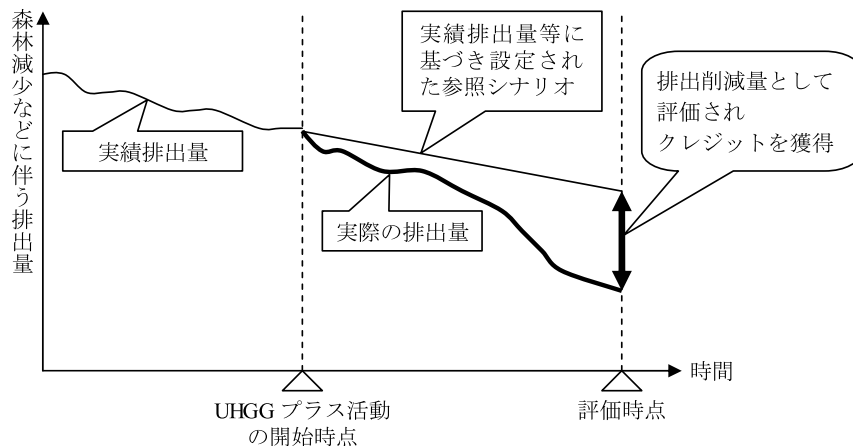 森林減少などに伴う排出量
実績排出量
実績排出量等に
基づき設定され
た参照シナリオ
実際の排出量
排出削減量として
評価され
クレジットを獲得
時間
UHGG プラス活動
の開始時点
評価時点